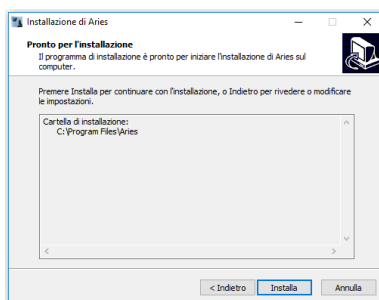 Installazione di Aries
Pronto per l'installazione
Il programma di installazione è pronto per iniziare l'installazione di Aries sul
computer.
Premere Installa per continuare con l'installazione, o Indietro per rivedere o modificare
le impostazioni.
Cartella di installazione:
C:\Program Files\Aries
< Indietro
Installa
Annulla